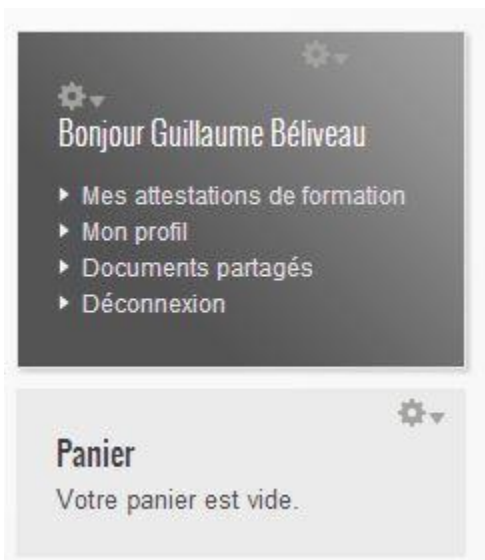 Bonjour Guillaume Béliveau
Mes attestations de formation
Mon profil
Documents partagés
Déconnexion
Panier
Votre panier est vide.